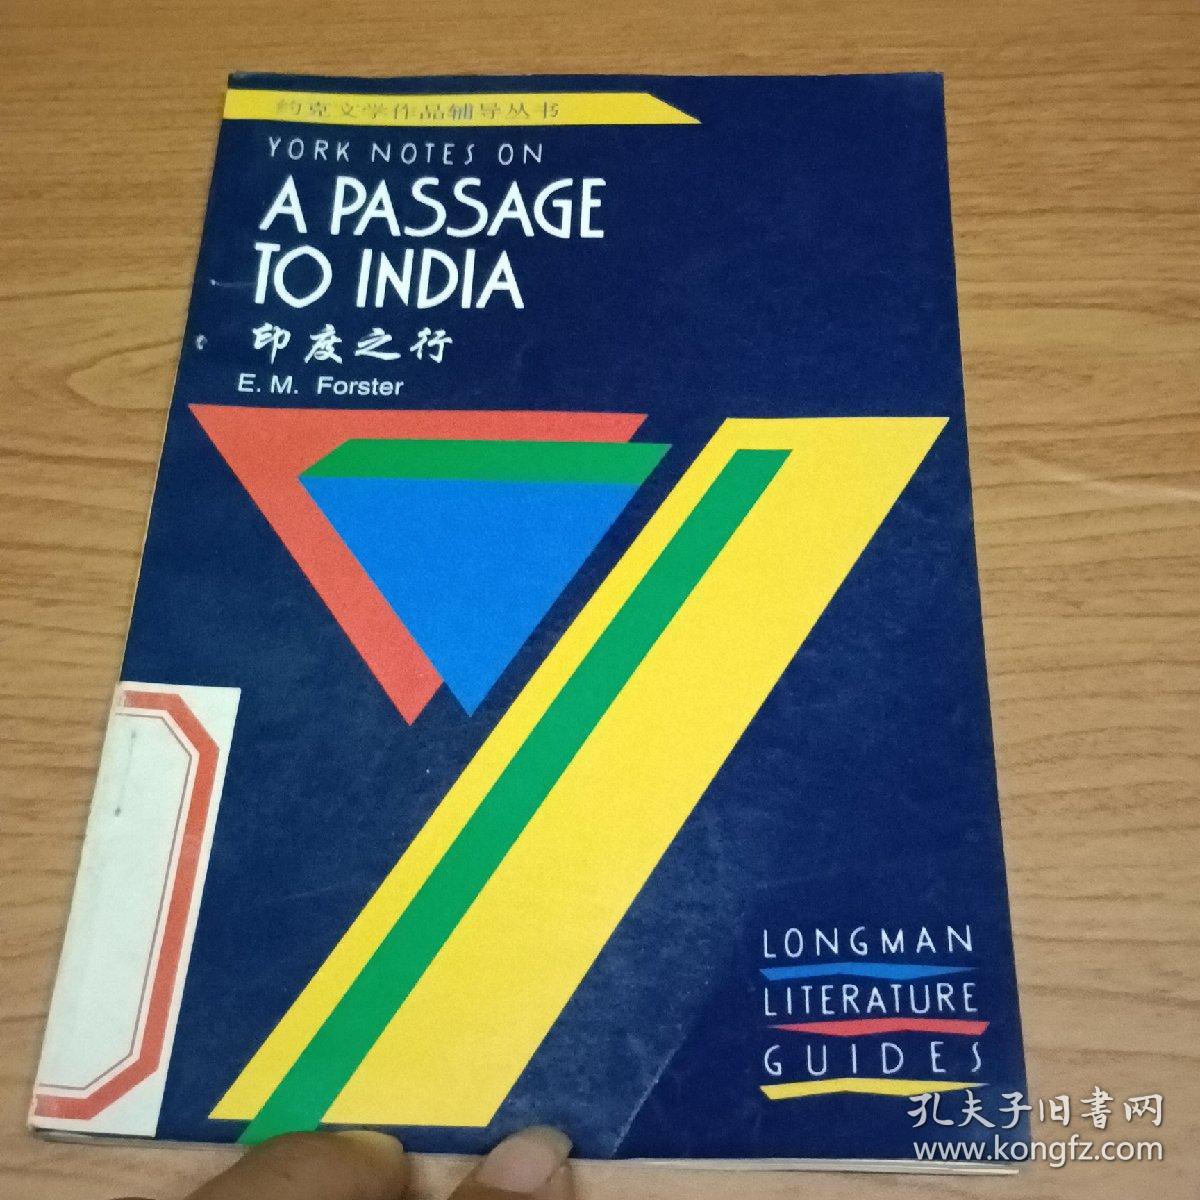 约克文学作品辅导丛书
YORK NOTES ON
A PASSAGE
TO INDIA
印度之行
E. M. Forster
LONGMAN
LITERATURE
GUIDES
孔夫子旧書网
www.kongfz.com